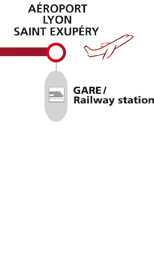 AÉROPORT
LYON
SAINT EXUPÉRY
GARE/
Railway station